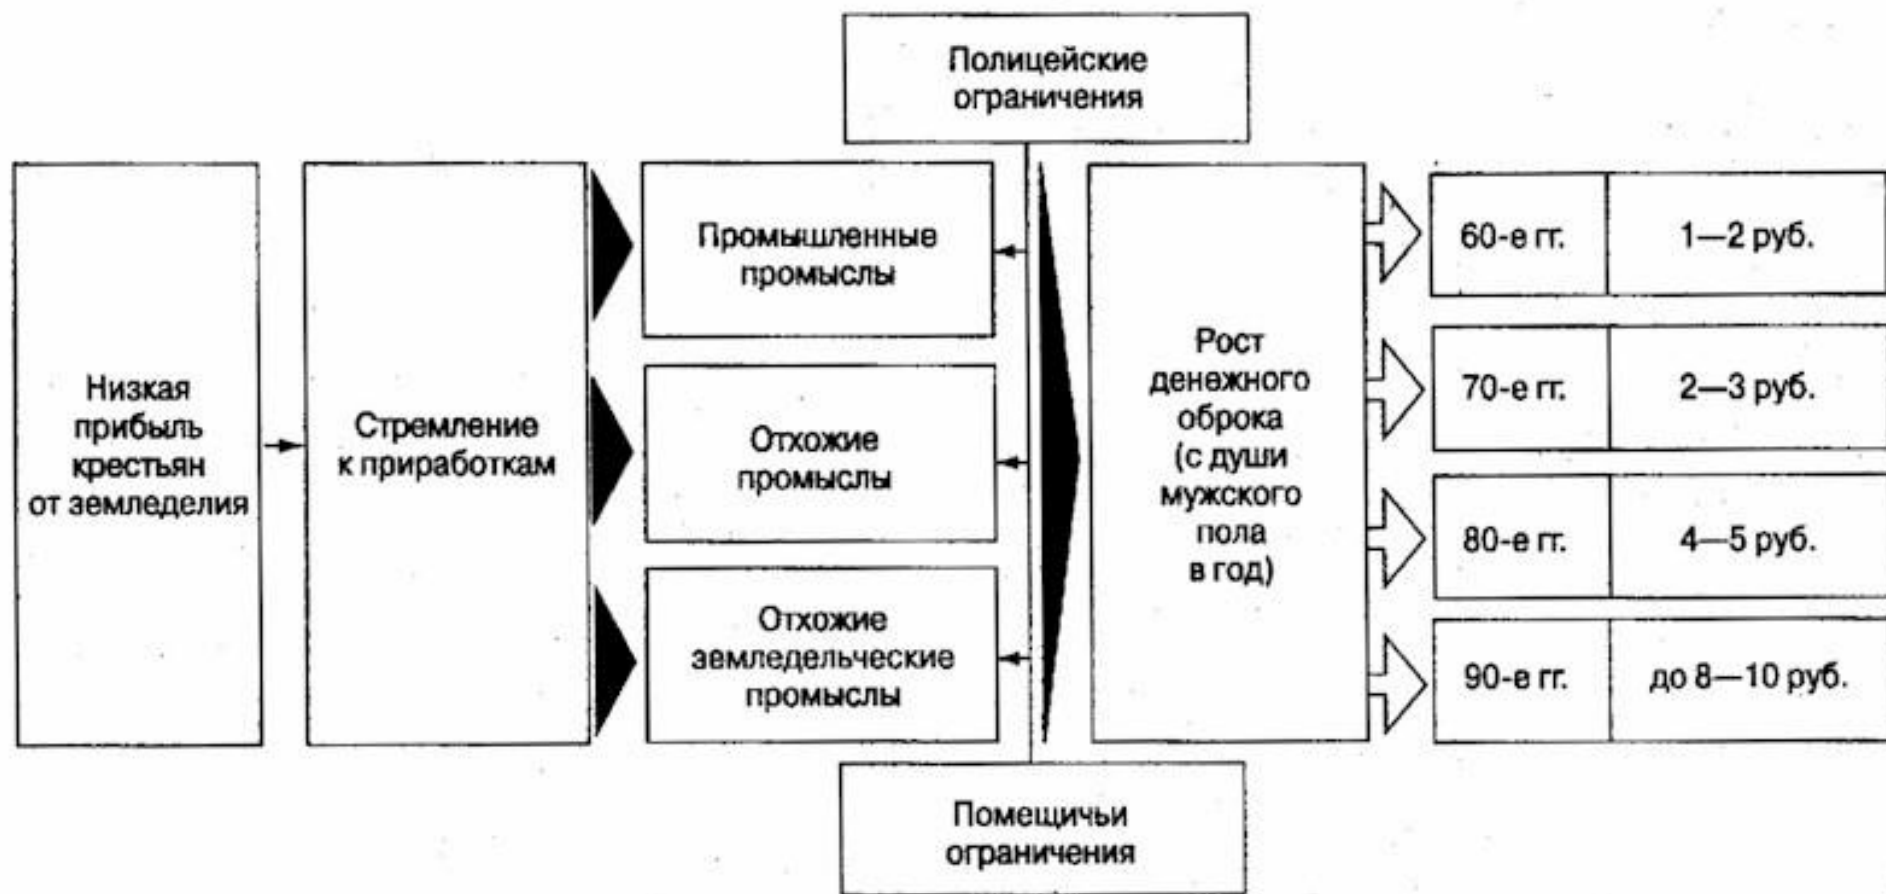 Полицейские
ограничения
Низкая
прибыль
крестьян
от земледелия
Стремление
к приработкам
Промышленные
промыслы
Отхожие
промыслы
Отхожие
земледельческие
промыслы
Рост
денежного
оброка
(с души
мужского
пола
в год)
60-е гг.
1—2 руб.
70-е гг.
2—3 руб.
80-е гг.
4—5 руб.
90-е гг.
до 8—10 руб.
Помещичьи
ограничения